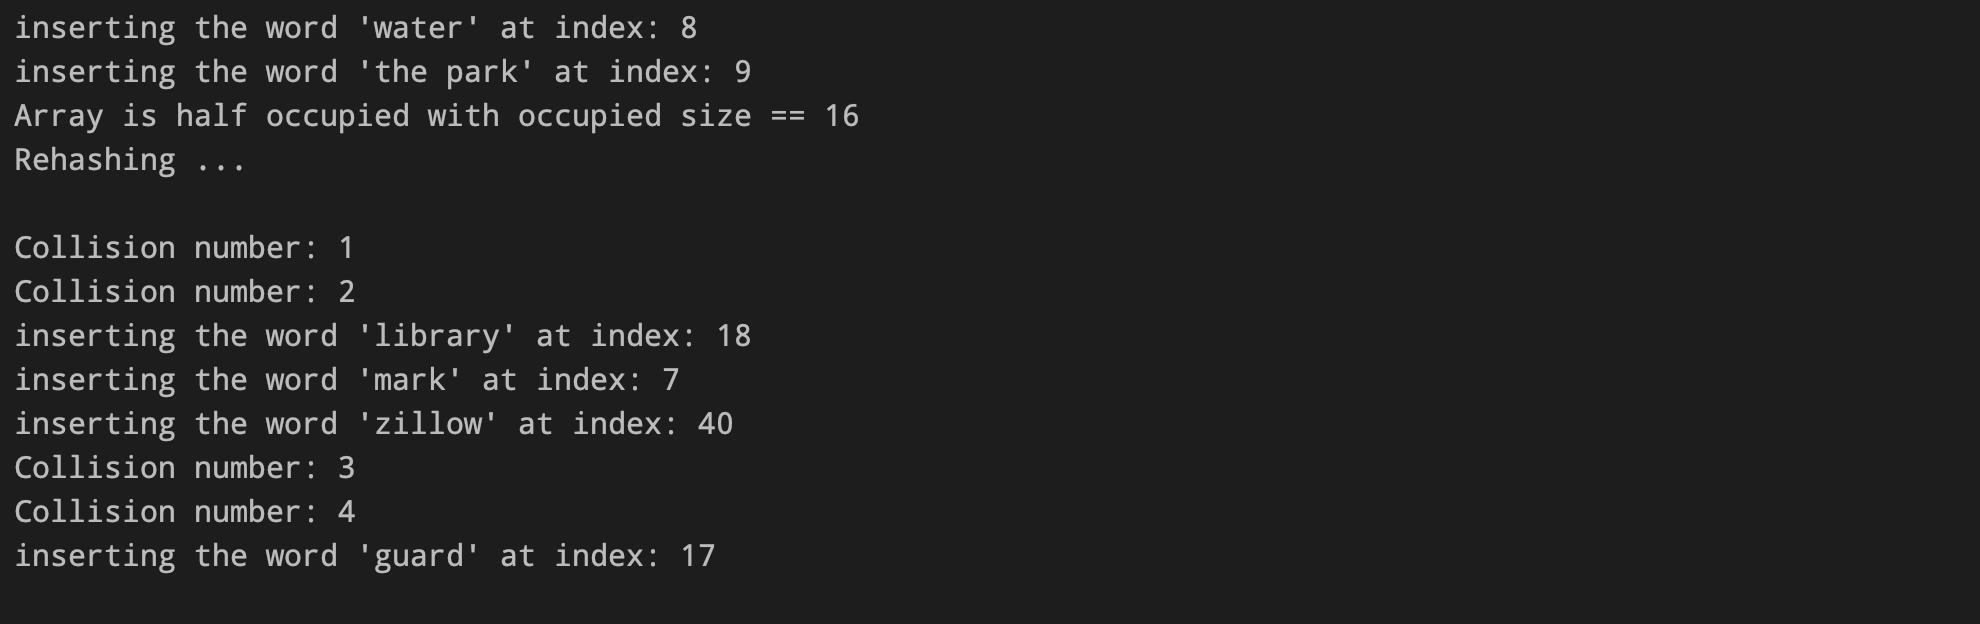 inserting the word 'water' at index: 8
inserting the word 'the park' at index: 9
Array is half occupied with occupied size == 16
Rehashing ...
Collision number: 1
Collision number: 2
inserting the word 'library' at index: 18
inserting the word 'mark' at index: 7
inserting the word 'zillow' at index: 40
Collision number: 3
Collision number: 4
inserting the word 'guard' at index: 17